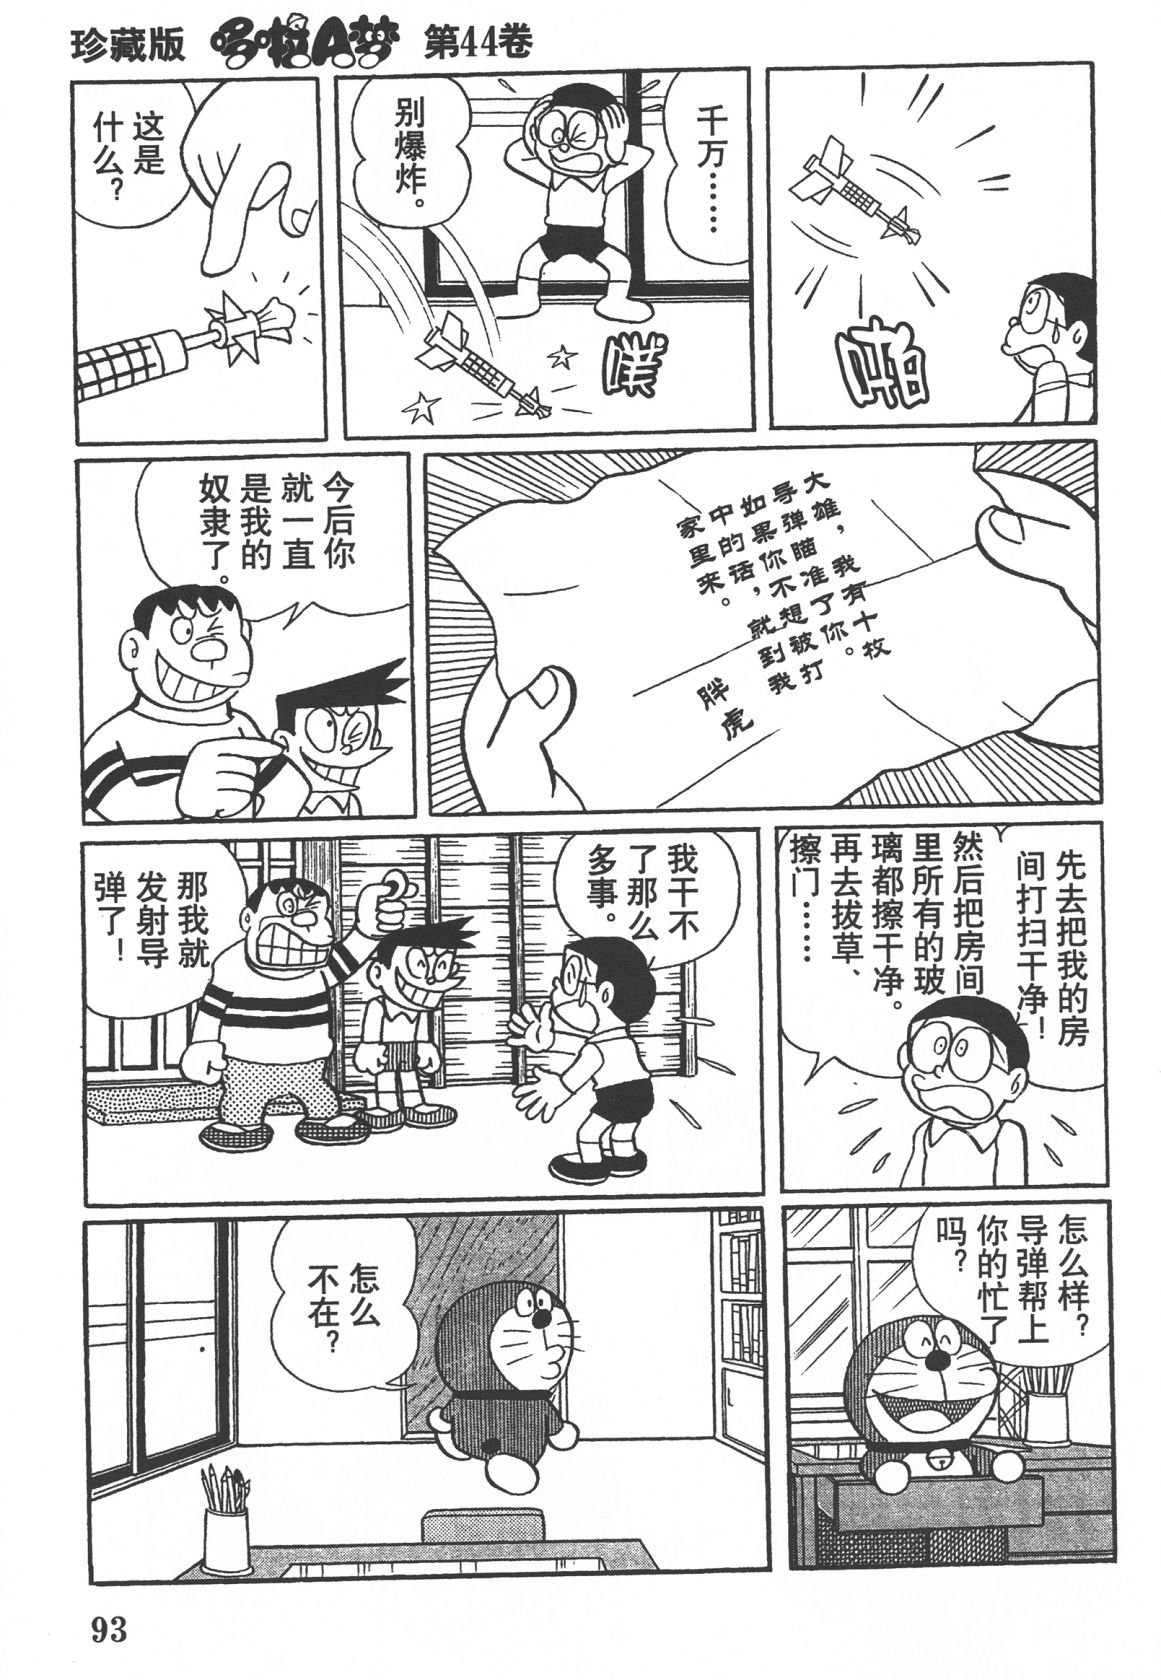 珍藏版 哆啦A梦 第44卷
啪
千万……
别爆炸。
噗
这是
什么？
大雄，我有十枚
导弹瞄准了你。
如果你不想被打
中的话，就到我
家里来。
胖虎
今后你
就一直
是我的
奴隶了。
先去把我的房
间打扫干净！
然后把房间
里所有的玻
璃都擦干净。
再去拔草、
擦门……
我干不
了那么
多事。
那我就
发射导
弹了！
怎么样？
导弹帮上
你的忙了
吗？
怎么
不在？
93